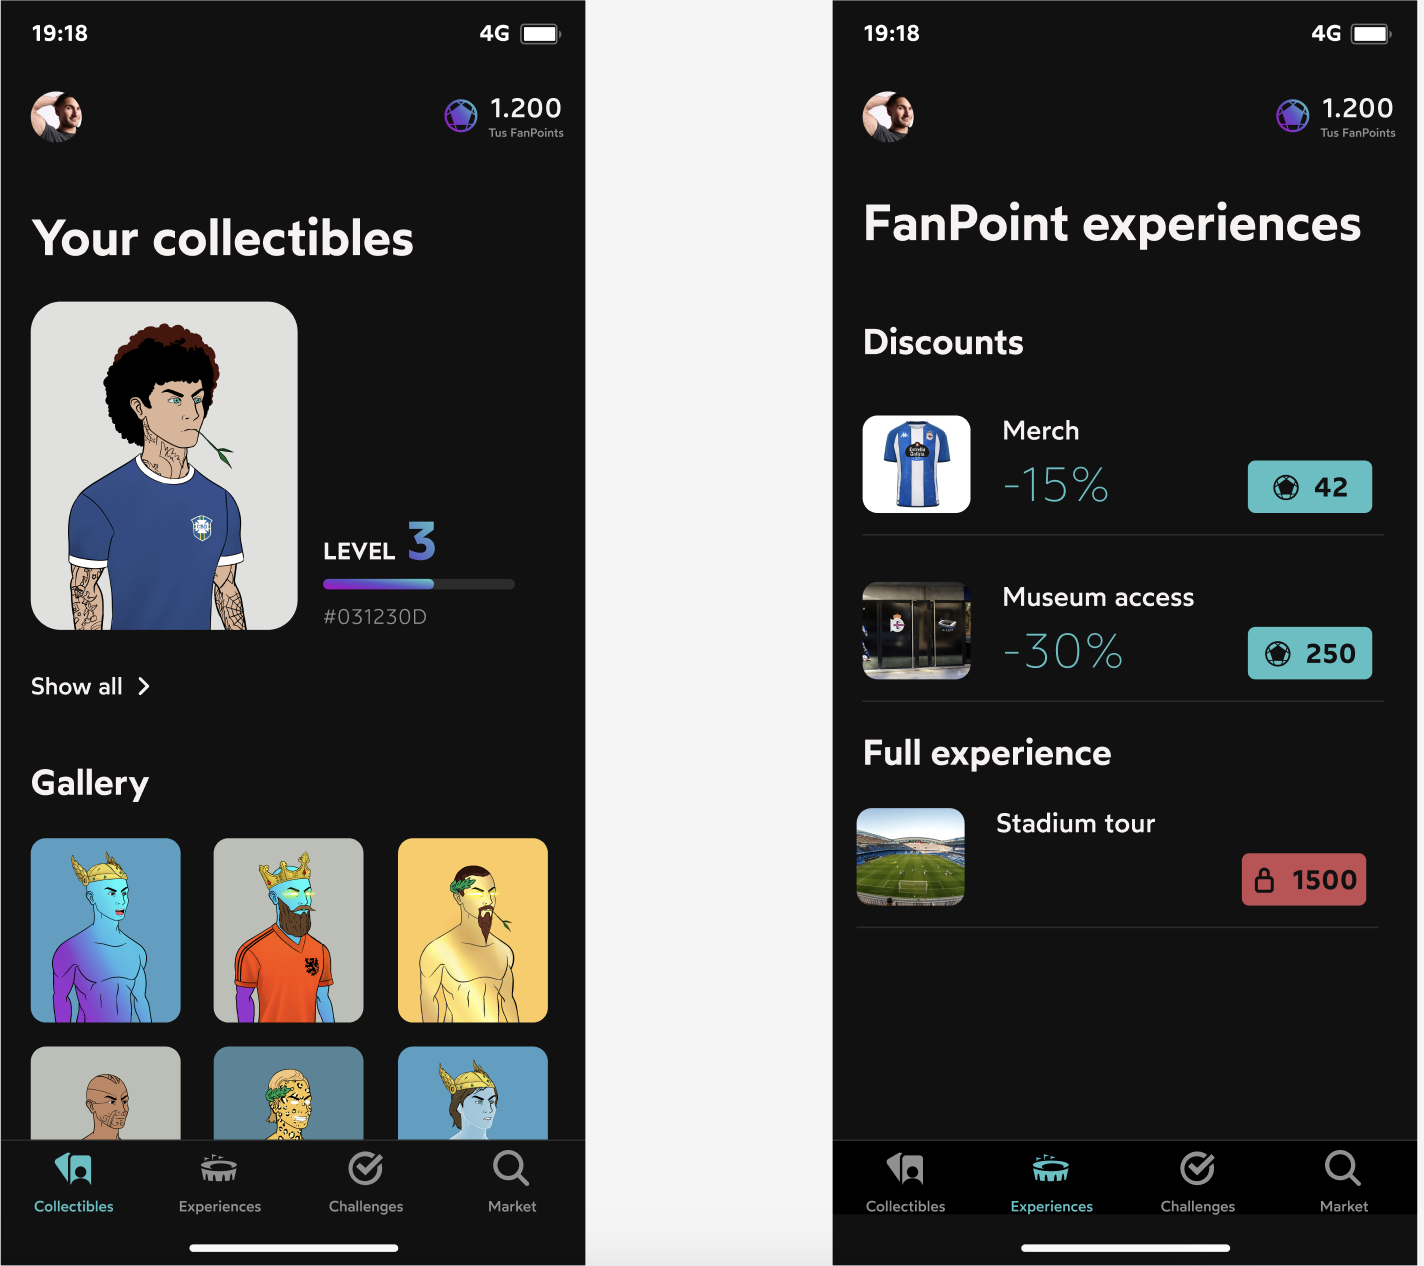 19:18
4G
1.200
Tus FanPoints
Your collectibles
LEVEL 3
#031230D
Show all
Gallery
Collectibles
Experiences
Challenges
Market
19:18
4G
1.200
Tus FanPoints
FanPoint experiences
Discounts
Merch
-15%
42
Museum access
-30%
250
Full experience
Stadium tour
1500
Collectibles
Experiences
Challenges
Market